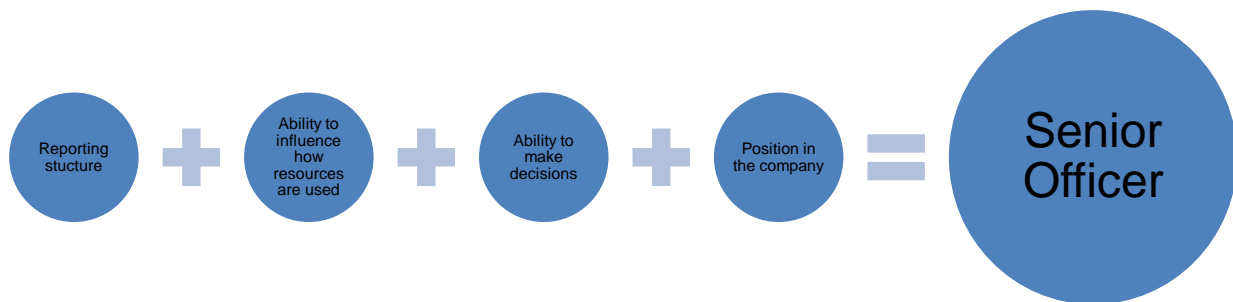 Reporting
stucture
Ability to
influence
how
resources
are used
Ability to
make
decisions
Position in
the company
Senior
Officer